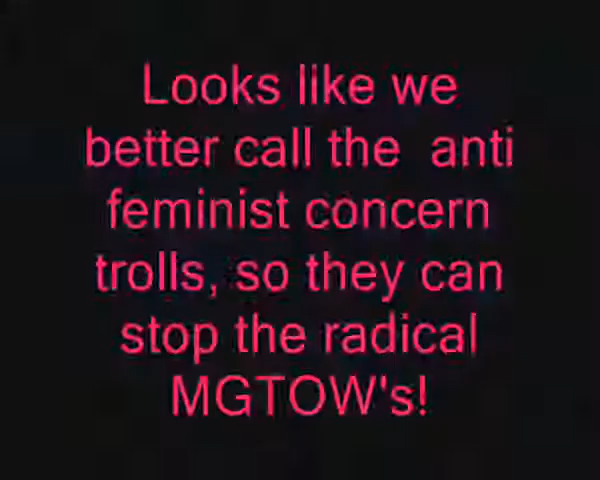 Looks like we
better call the  anti
feminist concern
trolls, so they can
stop the radical
MGTOW's!